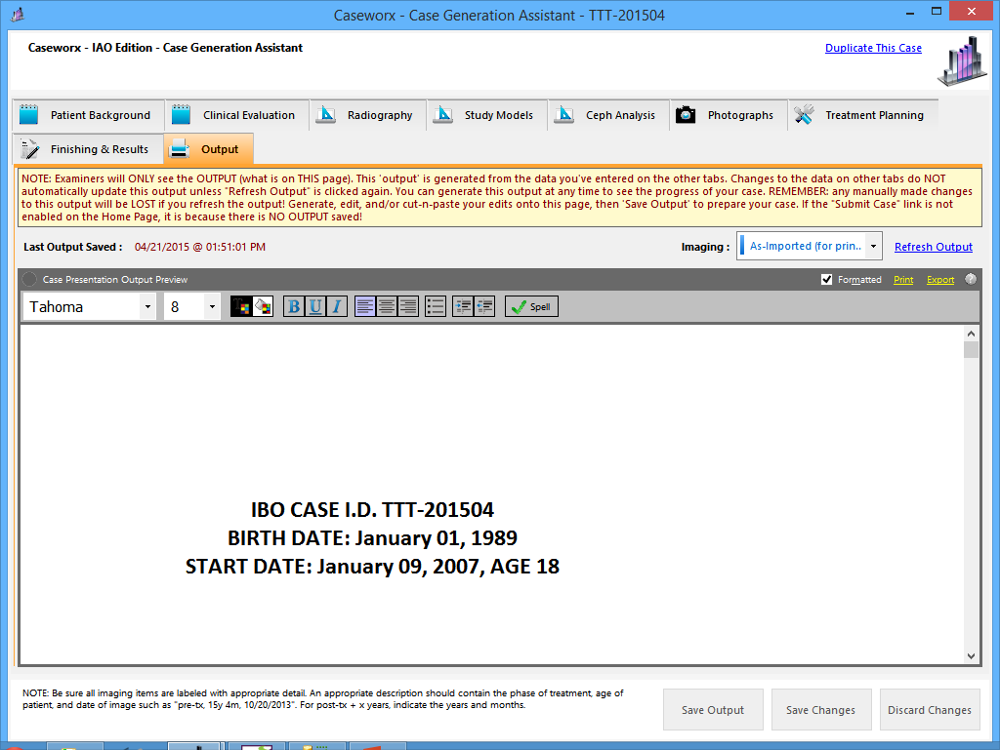 Caseworx - Case Generation Assistant - TTT-201504
Caseworx - IAO Edition - Case Generation Assistant
Duplicate This Case
Patient Background
Clinical Evaluation
Radiography
Study Models
Ceph Analysis
Photographs
Treatment Planning
Finishing & Results
Output
NOTE: Examiners will ONLY see the OUTPUT (what is on THIS page). This 'output' is generated from the data you've entered on the other tabs. Changes to the data on other tabs do NOT
automatically update this output unless "Refresh Output" is clicked again. You can generate this output at any time to see the progress of your case. REMEMBER: any manually made changes
to this output will be LOST if you refresh the output! Generate, edit, and/or cut-n-paste your edits onto this page, then 'Save Output' to prepare your case. If the "Submit Case" link is not
enabled on the Home Page, it is because there is NO OUTPUT saved!
Last Output Saved : 04/21/2015 @ 01:51:01 PM
Imaging : As-Imported (for prin..
Refresh Output
Case Presentation Output Preview
Formatted
Print
Export
?
Tahoma
8
T
B U I
Spell
IBO CASE I.D. TTT-201504
BIRTH DATE: January 01, 1989
START DATE: January 09, 2007, AGE 18
NOTE: Be sure all imaging items are labeled with appropriate detail. An appropriate description should contain the phase of treatment, age of
patient, and date of image such as "pre-tx, 15y 4m, 10/20/2013". For post-tx + x years, indicate the years and months.
Save Output
Save Changes
Discard Changes